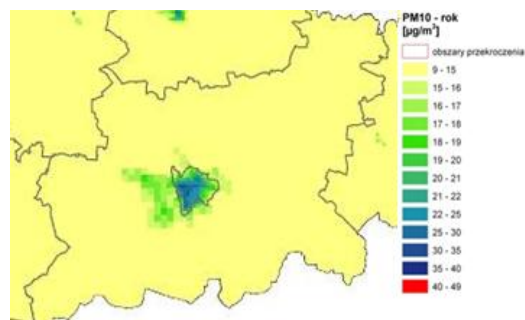 PM10 - rok
[µg/m³]
obszary przekroczenia
9 - 15
15 - 16
16 - 17
17 - 18
18 - 19
19 - 20
20 - 21
21 - 22
22 - 25
25 - 30
30 - 35
35 - 40
40 - 49